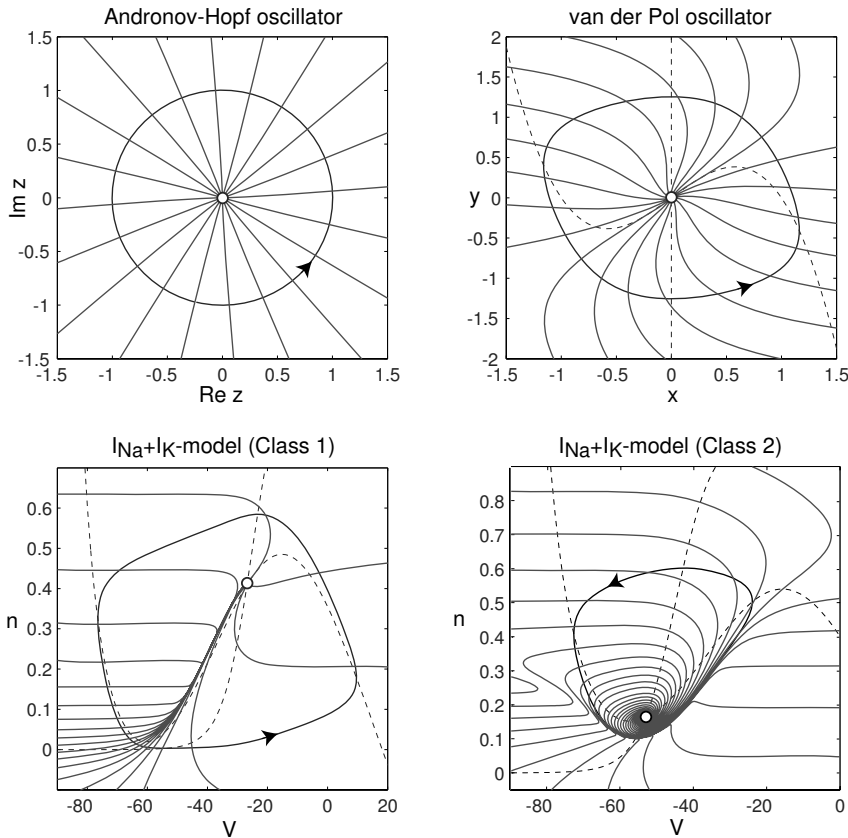 Andronov-Hopf oscillator
1.5
1
0.5
0
-0.5
-1
-1.5
Im z
-1.5 -1 -0.5 0 0.5 1 1.5
Re z
van der Pol oscillator
2
1.5
1
0.5
0
-0.5
-1
-1.5
-2
y
-1.5 -1 -0.5 0 0.5 1 1.5
x
INa+IK-model (Class 1)
0.6
0.5
0.4
0.3
0.2
0.1
0
n
-80 -60 -40 -20 0 20
V
INa+IK-model (Class 2)
0.8
0.7
0.6
0.5
0.4
0.3
0.2
0.1
0
n
-80 -60 -40 -20 0
V